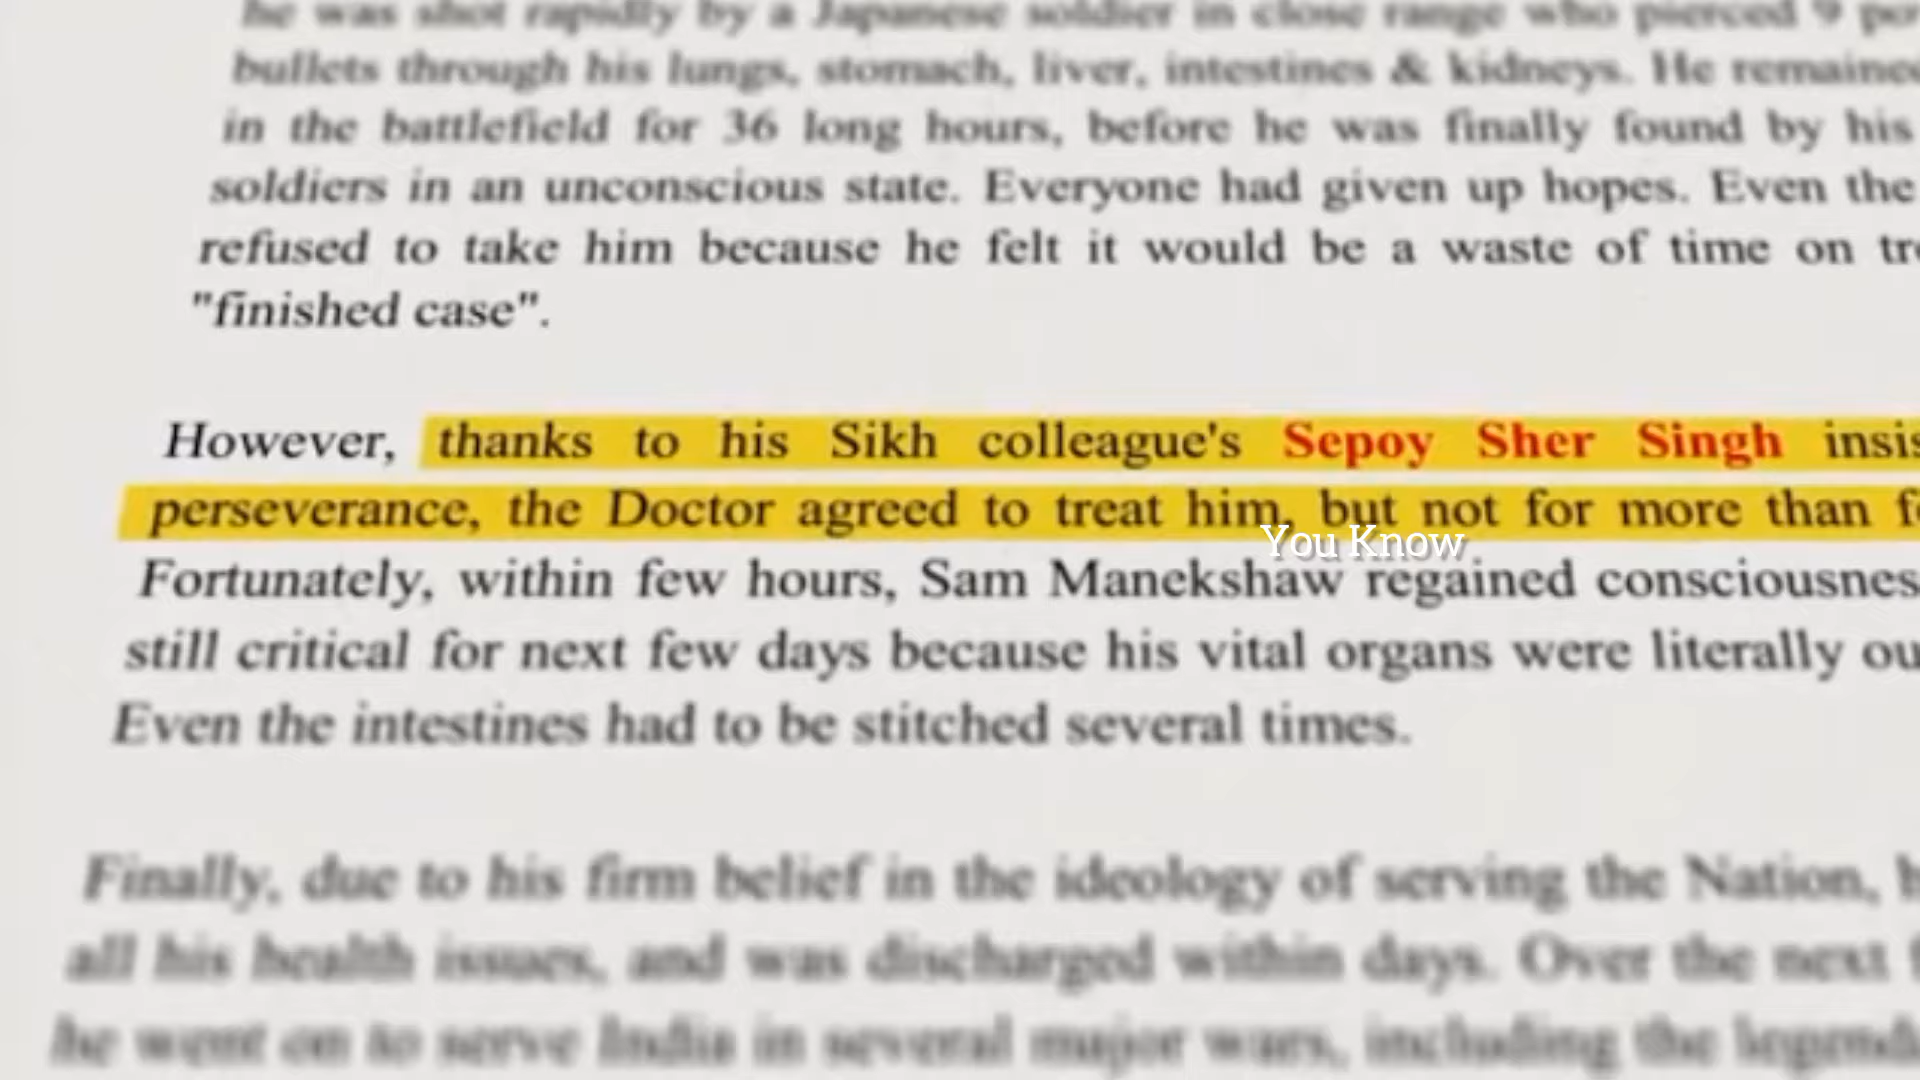 he was shot rapidly by a Japanese soldier in close range who pierced 9
bullets through his lungs, stomach, liver, intestines & kidneys. He remained
in the battlefield for 36 long hours, before he was finally found by his
soldiers in an unconscious state. Everyone had given up hopes. Even the
refused to take him because he felt it would be a waste of time on
"finished case".
However, thanks to his Sikh colleague's Sepoy Sher Singh
perseverance, the Doctor agreed to treat him, but not for more than
You Know
Fortunately, within few hours, Sam Manekshaw regained
still critical for next few days because his vital organs were literally
Even the intestines had to be stitched several times.
Finally, due to his firm belief in the ideology of serving the Nation,
all his health issues, and was discharged within days. Over the next
he went on to serve India in several major wars, including the